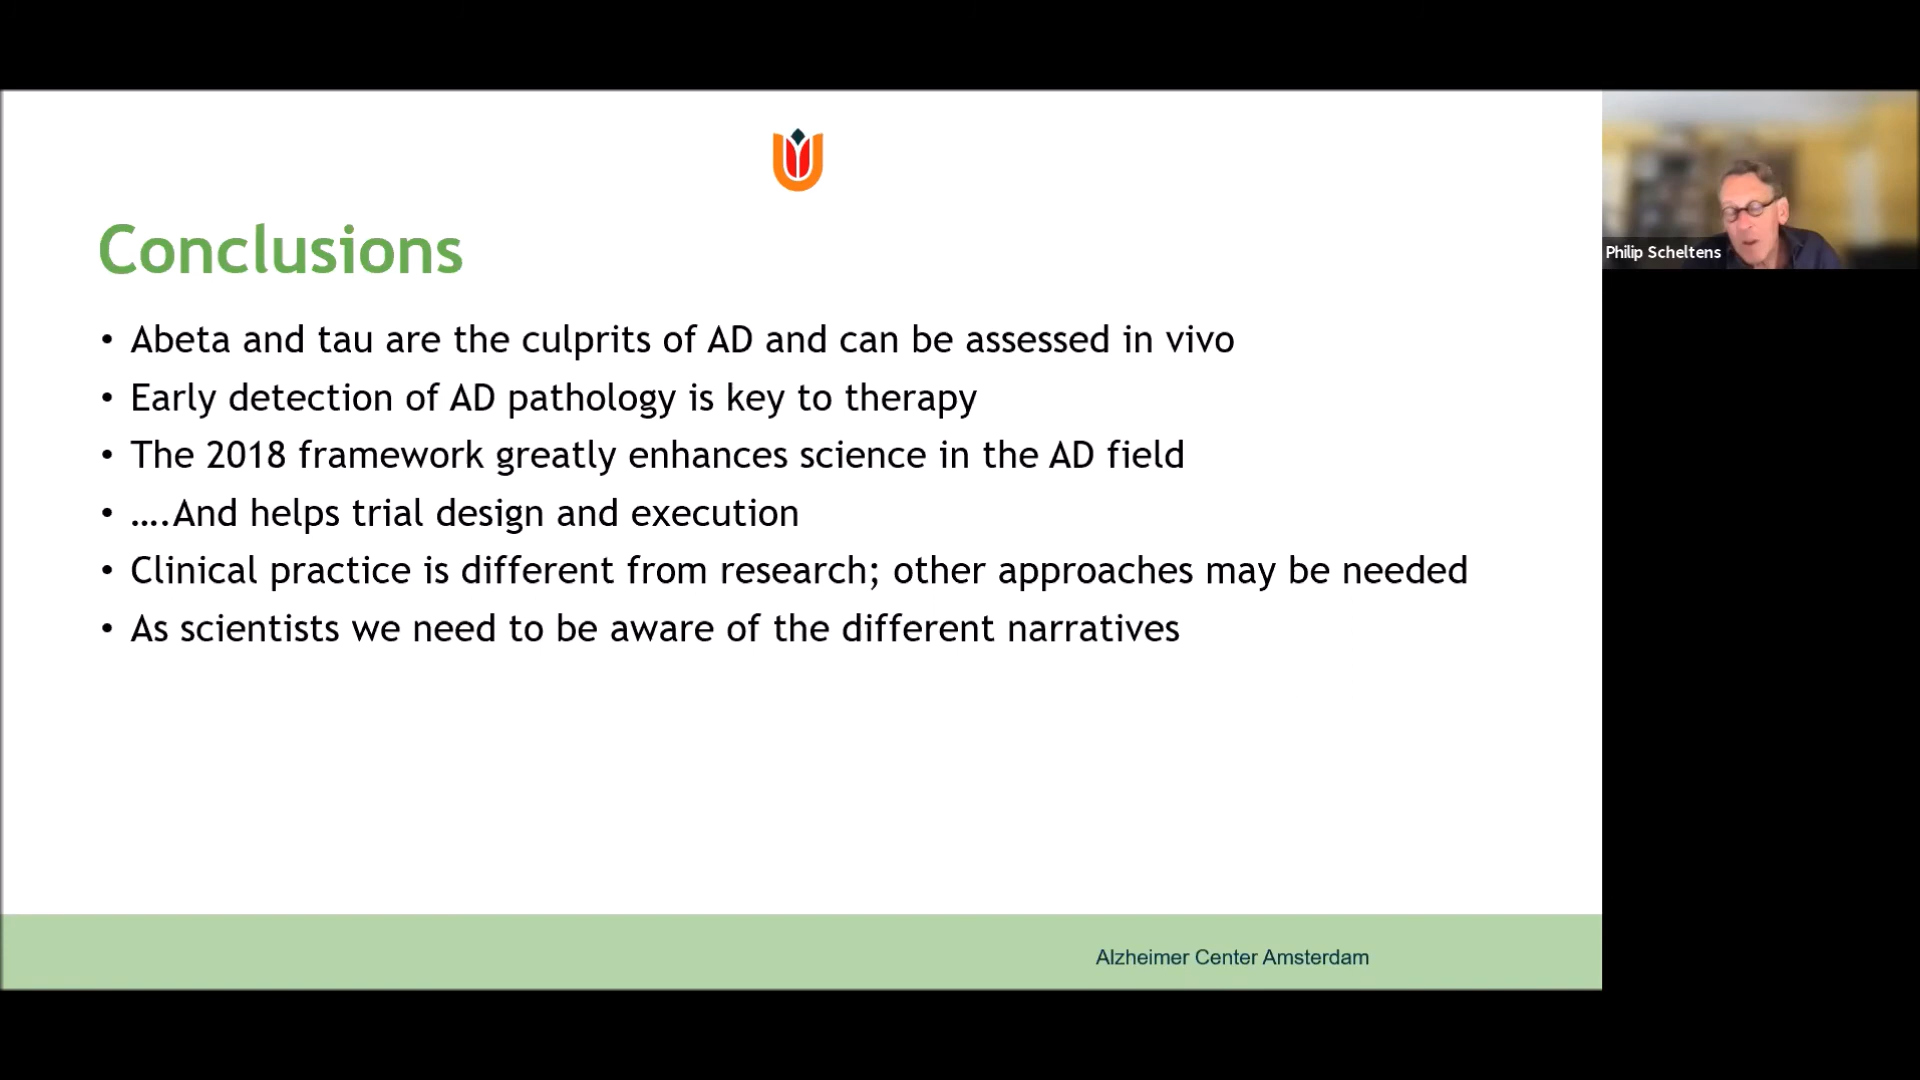 Conclusions
• Abeta and tau are the culprits of AD and can be assessed in vivo
• Early detection of AD pathology is key to therapy
• The 2018 framework greatly enhances science in the AD field
• ….And helps trial design and execution
• Clinical practice is different from research; other approaches may be needed
• As scientists we need to be aware of the different narratives
Alzheimer Center Amsterdam
Philip Scheltens